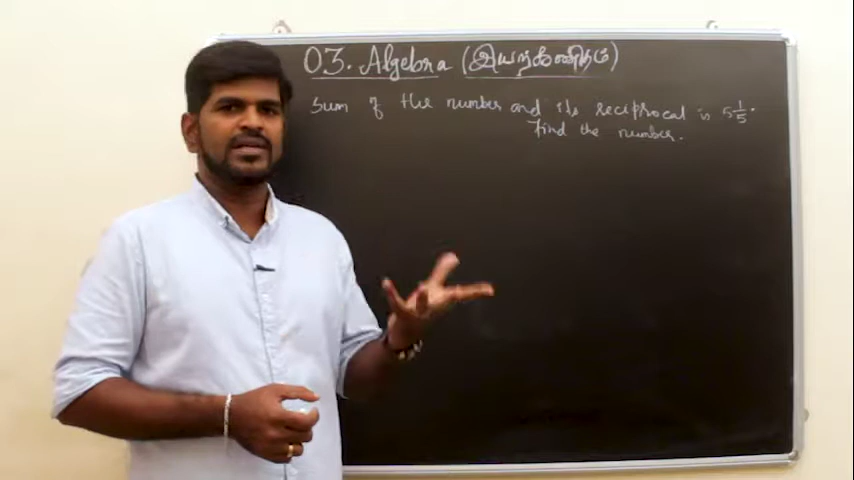 03. Algebra (இயற்கணிதம்)
Sum of the number and its reciprocal is 5 1/5.
Find the number.